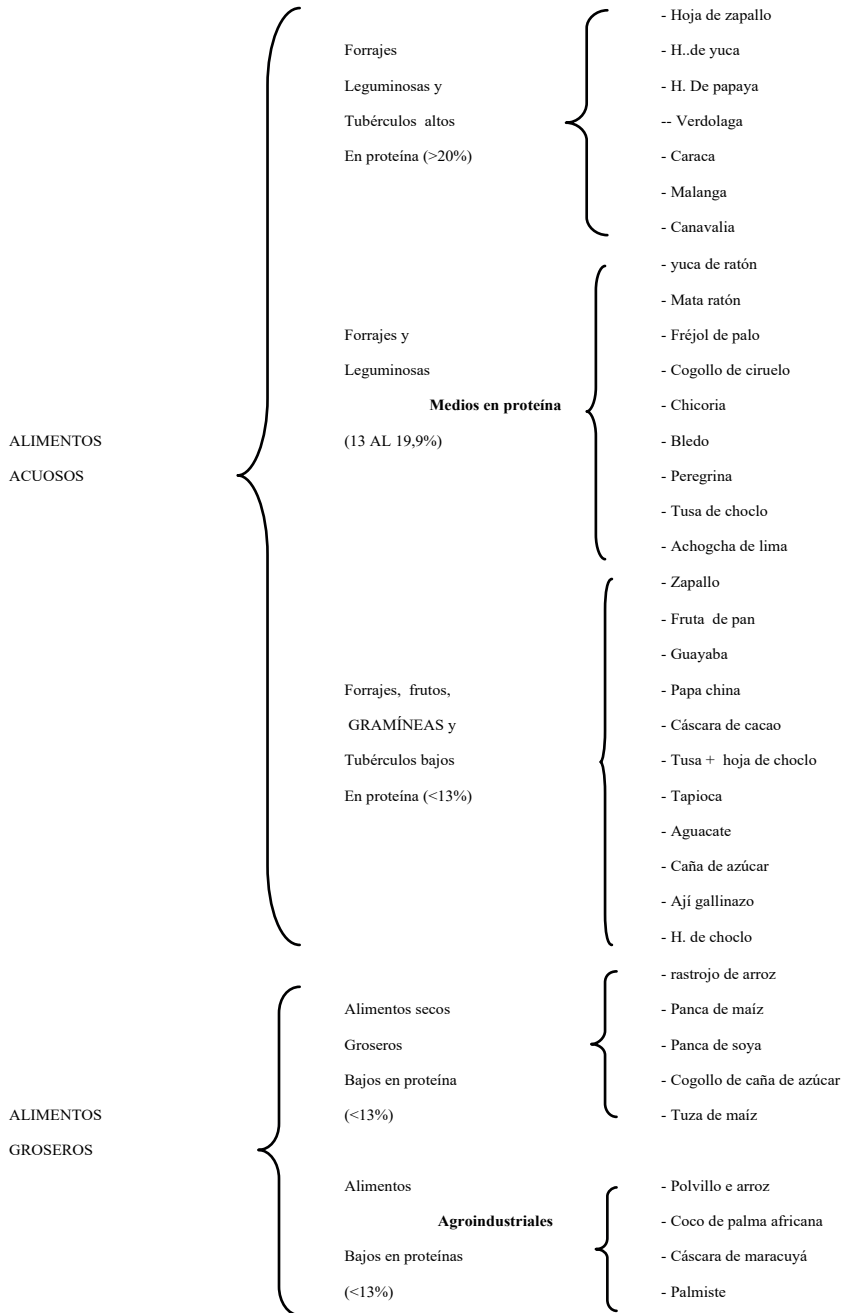 - Hoja de zapallo
Forrajes - H..de yuca
Leguminosas y - H. De papaya
Tubérculos altos -- Verdolaga
En proteína (>20%) - Caraca
- Malanga
- Canavalia
- yuca de ratón
- Mata ratón
Forrajes y - Fréjol de palo
Leguminosas - Cogollo de ciruelo
Medios en proteína - Chicoria
ALIMENTOS (13 AL 19,9%) - Bledo
ACUOSOS - Peregrina
- Tusa de choclo
- Achogcha de lima
- Zapallo
- Fruta de pan
- Guayaba
Forrajes, frutos, - Papa china
GRAMÍNEAS y - Cáscara de cacao
Tubérculos bajos - Tusa + hoja de choclo
En proteína (<13%) - Tapioca
- Aguacate
- Caña de azúcar
- Ají gallinazo
- H. de choclo
- rastrojo de arroz
Alimentos secos - Panca de maíz
Groseros - Panca de soya
Bajos en proteína - Cogollo de caña de azúcar
ALIMENTOS (<13%) - Tuza de maíz
GROSEROS
Alimentos - Polvillo e arroz
Agroindustriales - Coco de palma africana
Bajos en proteínas - Cáscara de maracuyá
(<13%) - Palmiste